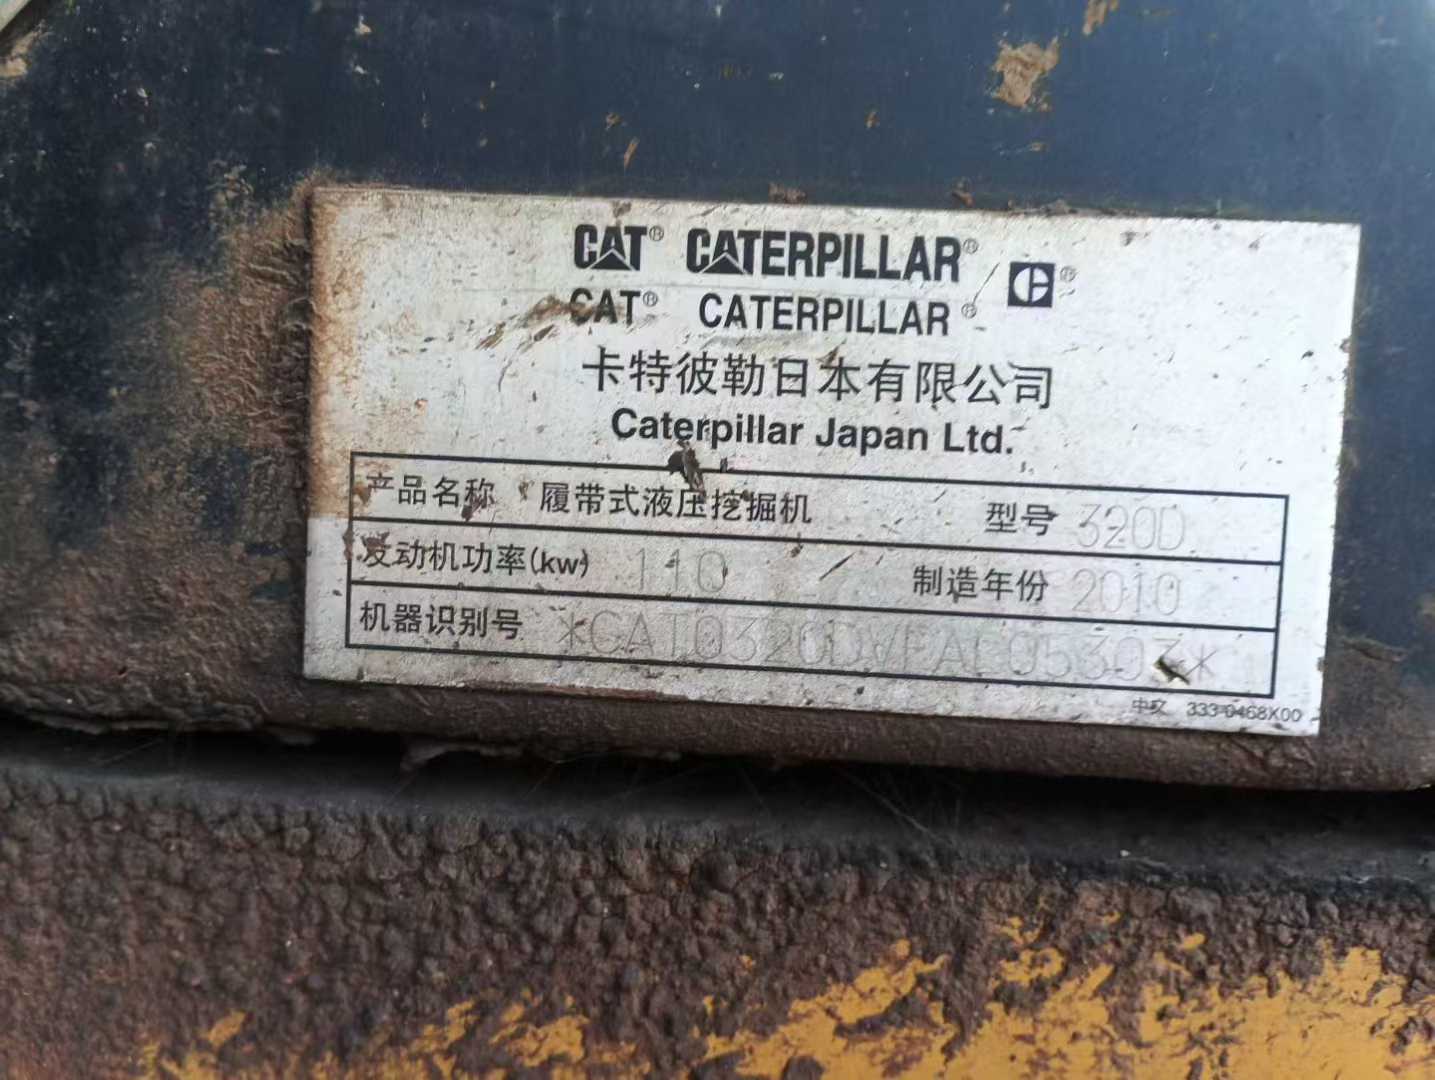 CAT® CATERPILLAR®
CAT® CATERPILLAR®
卡特彼勒日本有限公司
Caterpillar Japan Ltd.
产品名称 履带式液压挖掘机 型号 320D
发动机功率(kw) 110 制造年份 2010
机器识别号
中文 333-0468X00